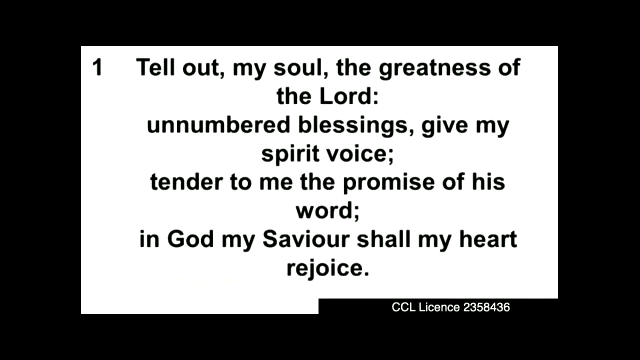 1 Tell out, my soul, the greatness of
the Lord:
unnumbered blessings, give my
spirit voice;
tender to me the promise of his
word;
in God my Saviour shall my heart
rejoice.
CCL Licence 2358436